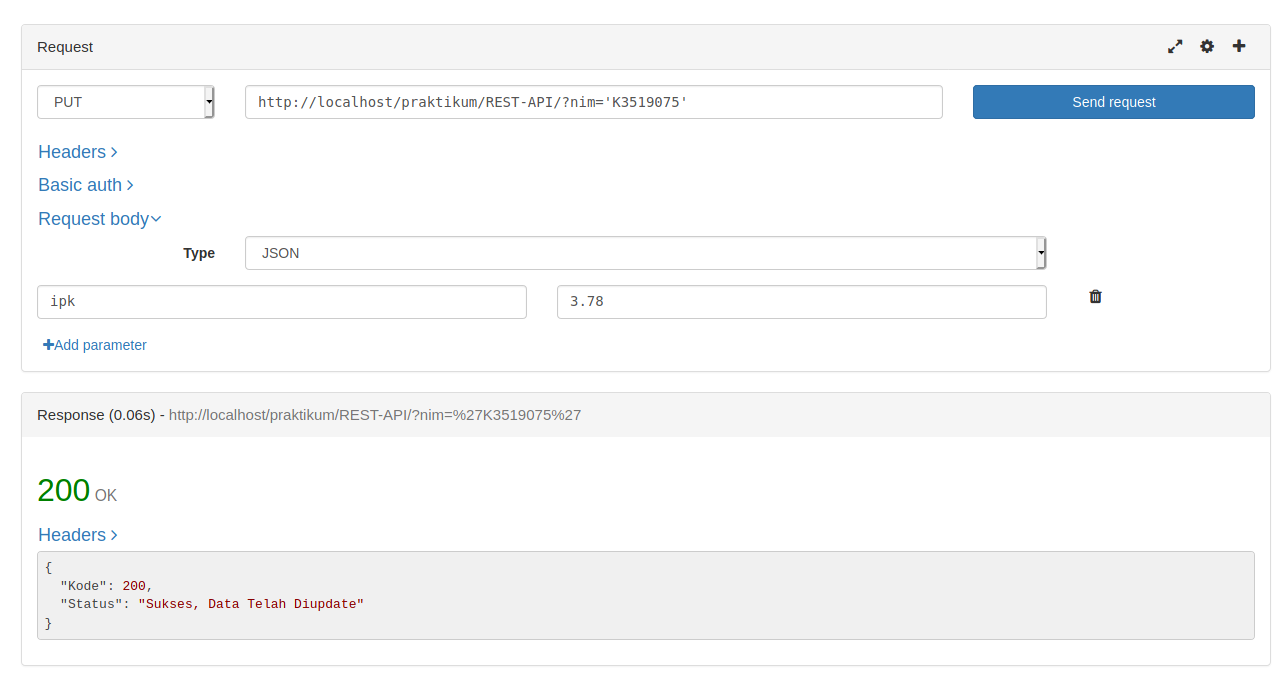 Request
PUT
http://localhost/praktikum/REST-API/?nim='K3519075'
Send request
Headers
Basic auth
Request body
Type
JSON
ipk
3.78
Add parameter
Response (0.06s) - http://localhost/praktikum/REST-API/?nim=%27K3519075%27
200 OK
Headers
{
"Kode": 200,
"Status": "Sukses, Data Telah Diupdate"
}